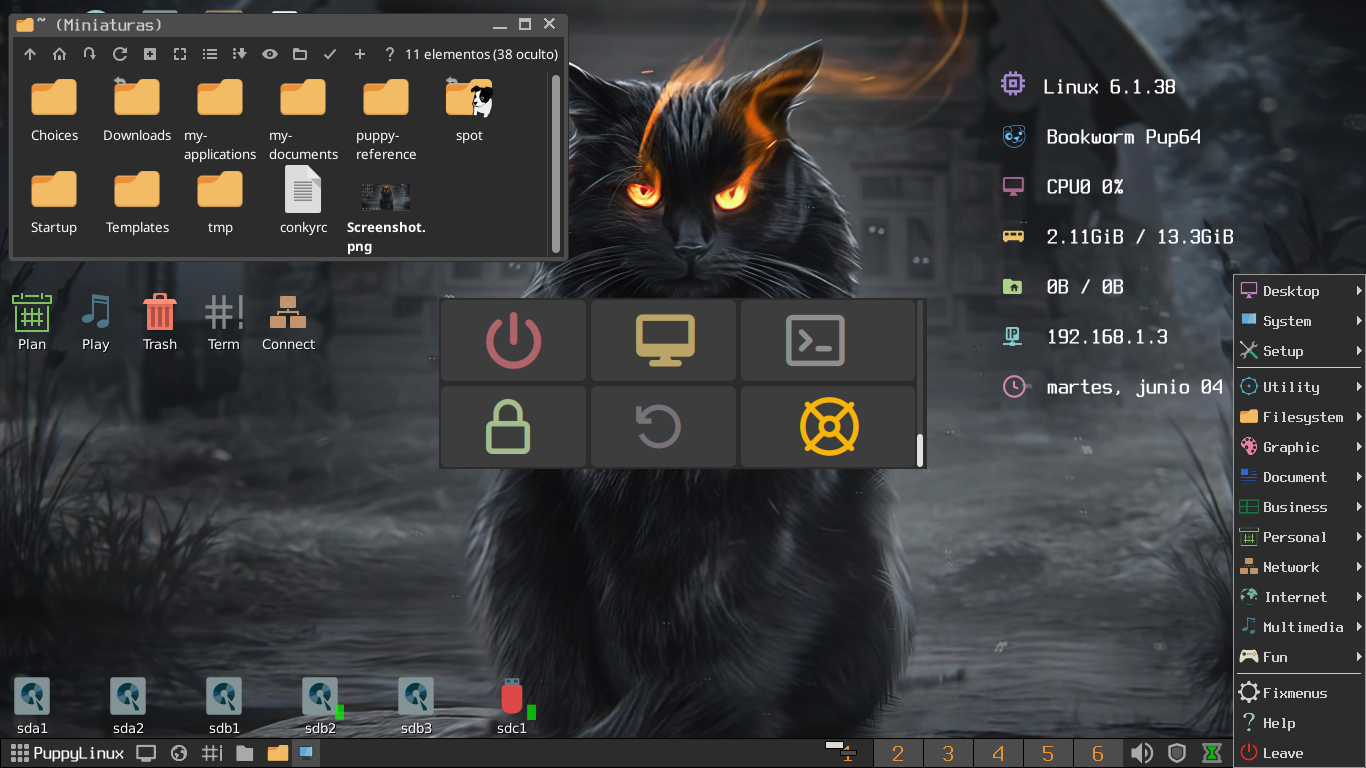 ~ (Miniaturas)
11 elementos (38 oculto)
Choices
Downloads
my-
applications
my-
documents
puppy-
reference
spot
Startup
Templates
tmp
conkyrc
Screenshot.
png
Plan
Play
Trash
Term
Connect
Linux 6.1.38
Bookworm Pup64
CPU0 0%
2.11GiB / 13.3GiB
0B / 0B
192.168.1.3
martes, junio 04
Desktop
System
Setup
Utility
Filesystem
Graphic
Document
Business
Personal
Network
Internet
Multimedia
Fun
Fixmenus
Help
Leave
sda1
sda2
sdb1
sdb2
sdb3
sdc1
PuppyLinux
1 2 3 4 5 6